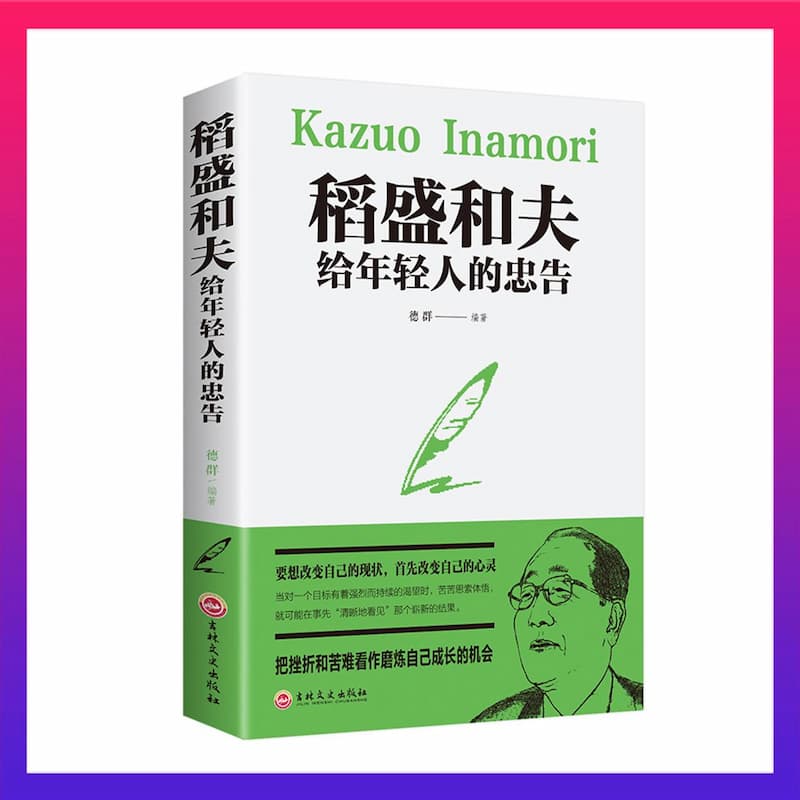 Kazuo Inamori
稻盛和夫
给年轻人的忠告
德群——编著
要想改变自己的现状，首先改变自己的心灵
当对一个目标有着强烈而持续的渴望时，苦苦思索体悟，
就可能在事先“清晰地看见”那个崭新的结果。
把挫折和苦难看作磨炼自己成长的机会
吉林文史出版社
JILIN WENSHI CHUBANSHE
稻盛和夫
给年轻人的忠告
德群/编著
吉林文史出版社